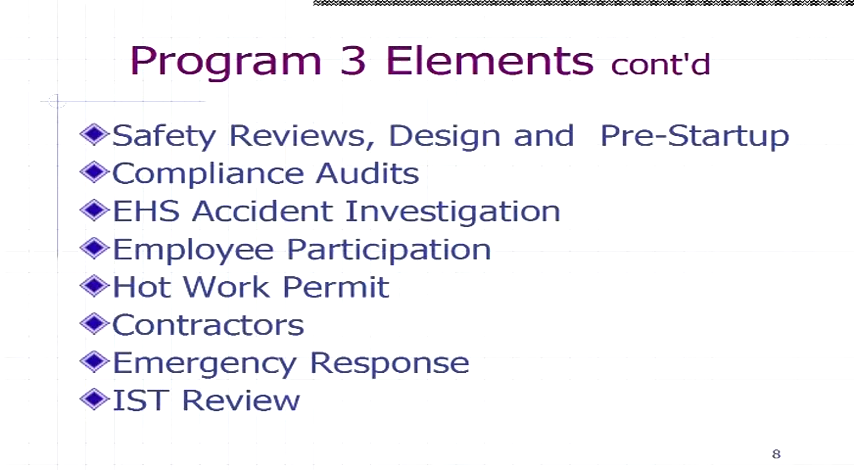 Program 3 Elements cont'd
Safety Reviews, Design and Pre-Startup
Compliance Audits
EHS Accident Investigation
Employee Participation
Hot Work Permit
Contractors
Emergency Response
IST Review
8